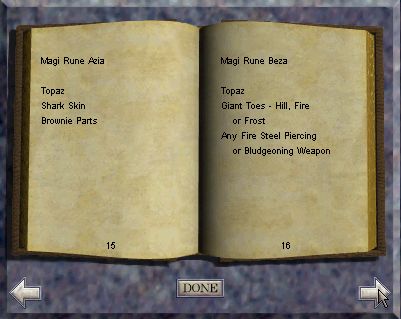 Magi Rune Azia
Topaz
Shark Skin
Brownie Parts
15
Magi Rune Beza
Topaz
Giant Toes - Hill, Fire
or Frost
Any Fire Steel Piercing
or Bludgeoning Weapon
16
DONE